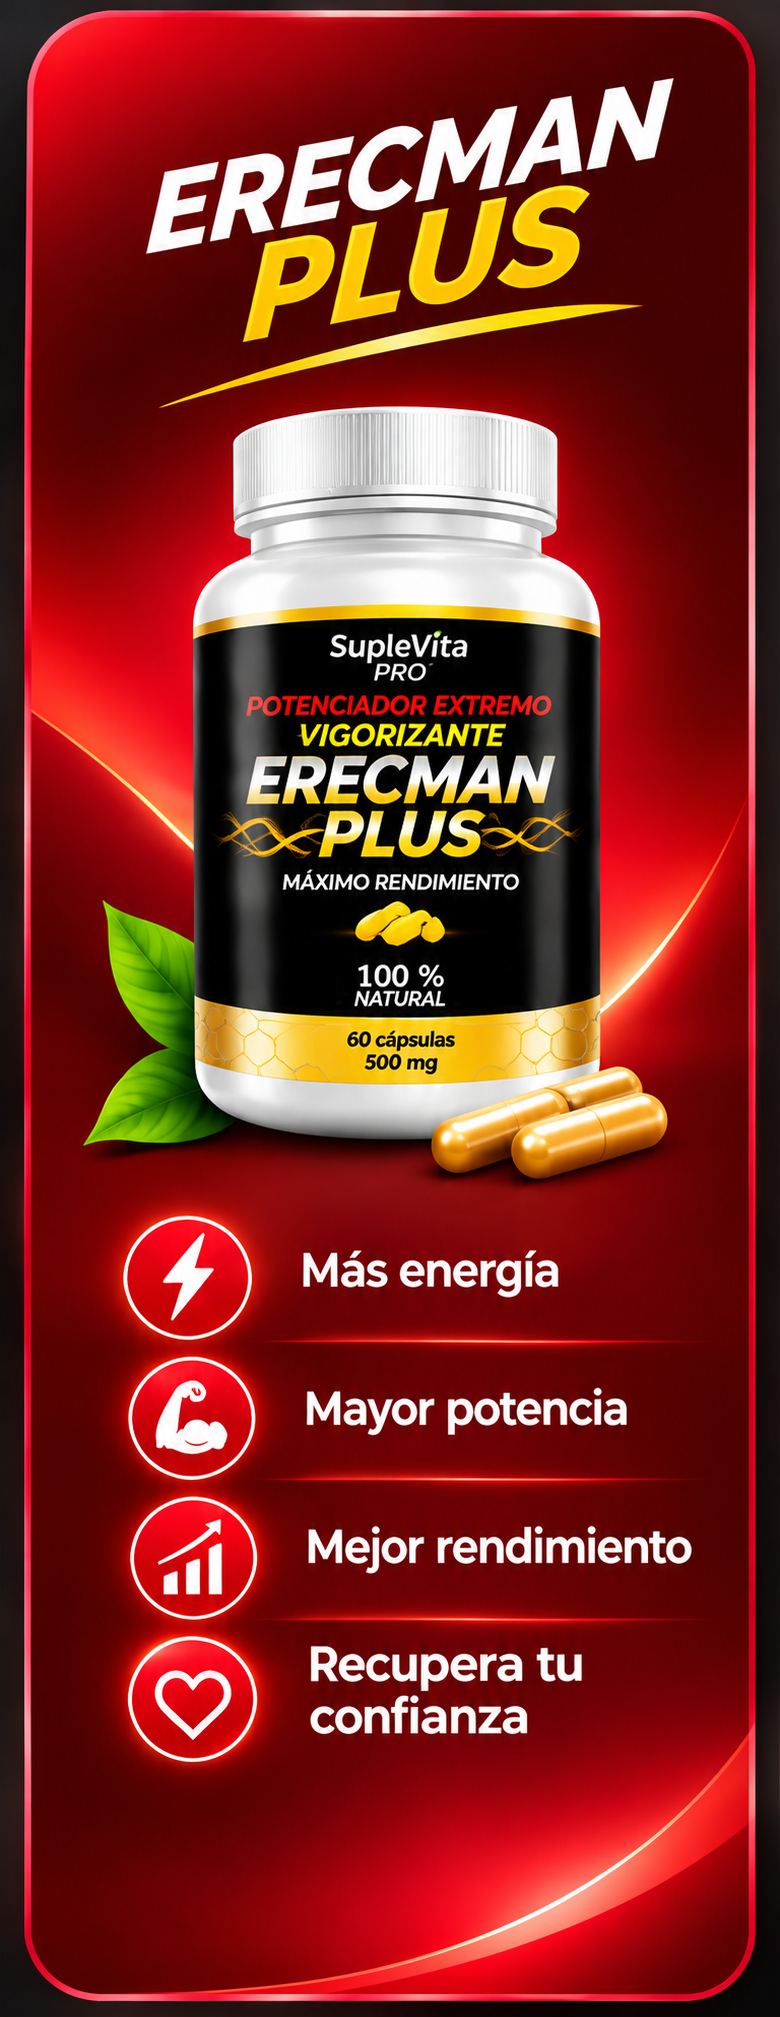 ERECMAN
PLUS
SupleVita
PRO
POTENCIADOR EXTREMO
VIGORIZANTE
ERECMAN
PLUS
MÁXIMO RENDIMIENTO
100 %
NATURAL
60 cápsulas
500 mg
Más energía
Mayor potencia
Mejor rendimiento
Recupera tu
confianza